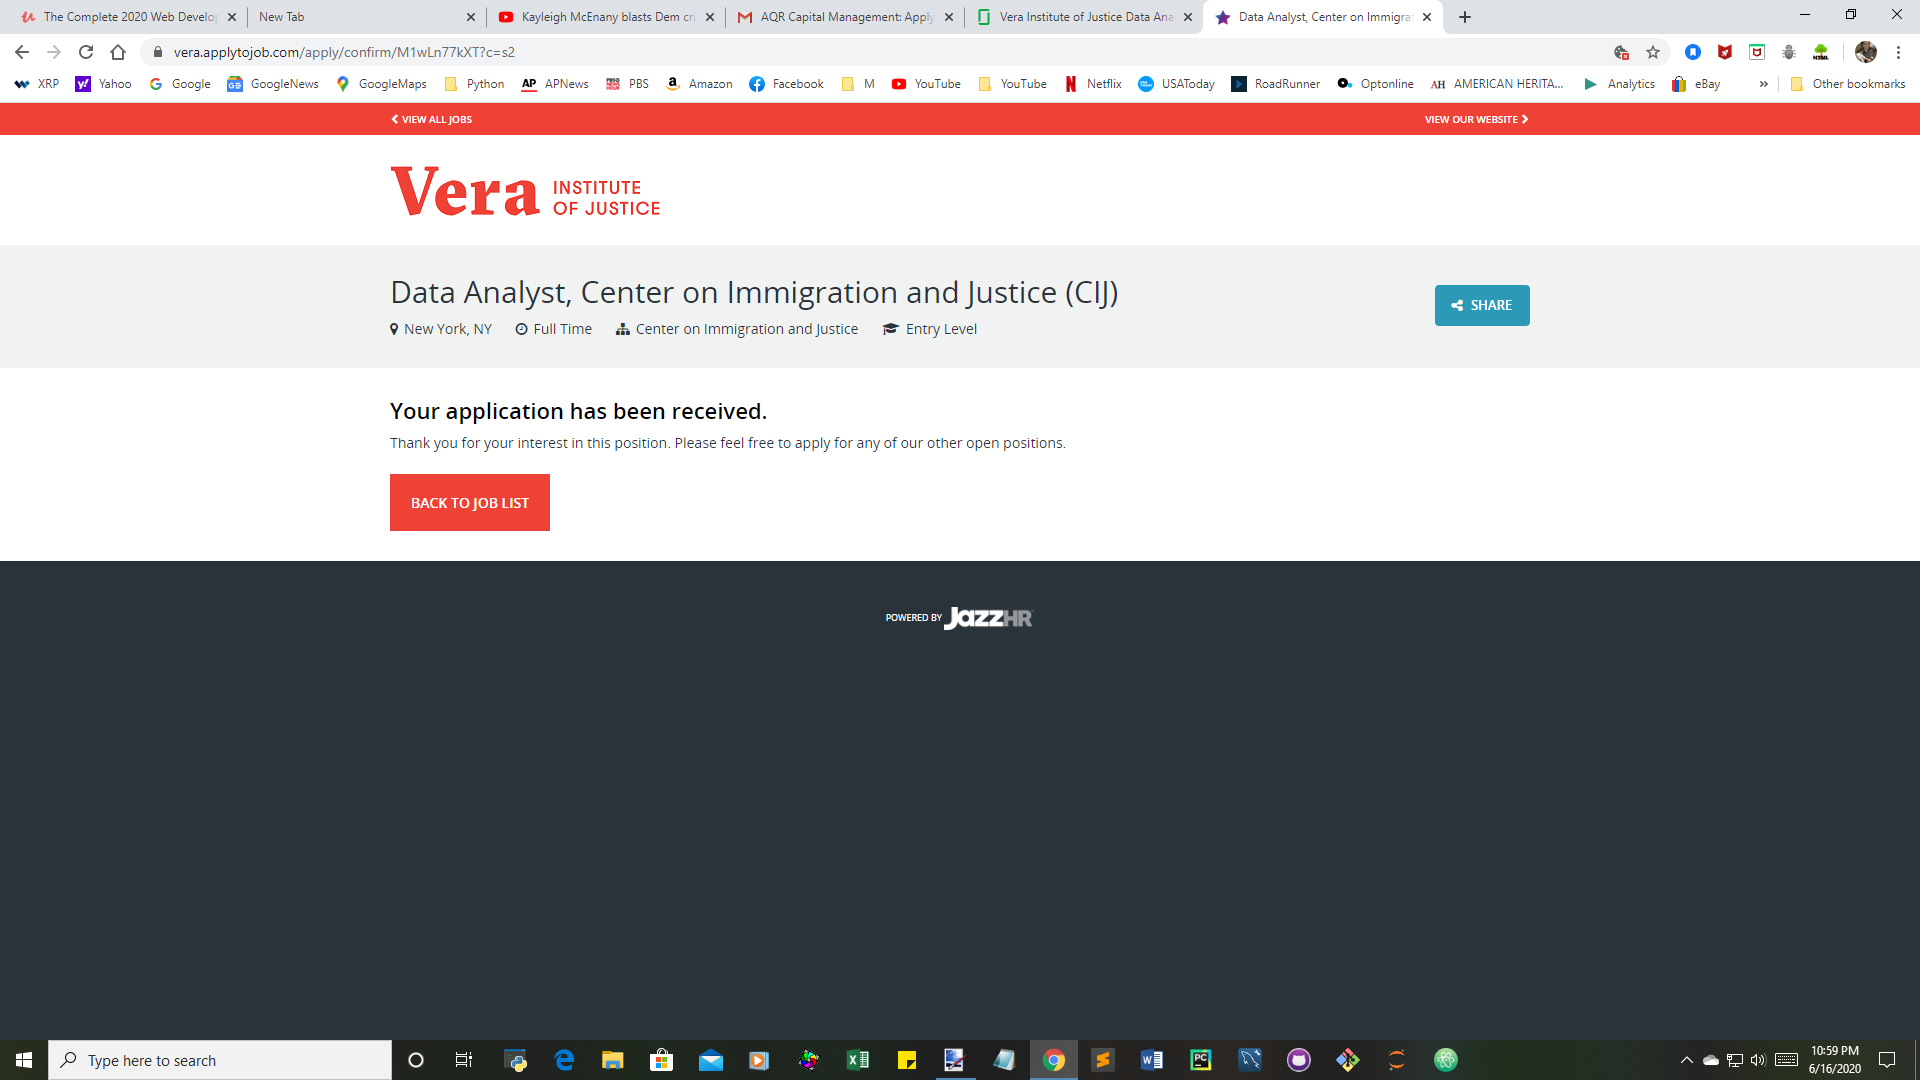 The Complete 2020 Web Develop
New Tab
Kayleigh McEnany blasts Dem cri
AQR Capital Management: Apply
Vera Institute of Justice Data Ana
Data Analyst, Center on Immigra
vera.applytojob.com/apply/confirm/M1wLn77kXT?c=s2
XRP
Yahoo
Google
GoogleNews
GoogleMaps
Python
AP APNews
PBS
Amazon
Facebook
M
YouTube
YouTube
Netflix
USAToday
RoadRunner
Optonline
AH AMERICAN HERITA...
Analytics
eBay
Other bookmarks
VIEW ALL JOBS
VIEW OUR WEBSITE
Vera INSTITUTE
OF JUSTICE
Data Analyst, Center on Immigration and Justice (CIJ)
New York, NY Full Time Center on Immigration and Justice Entry Level
SHARE
Your application has been received.
Thank you for your interest in this position. Please feel free to apply for any of our other open positions.
BACK TO JOB LIST
POWERED BY JazzHR
Type here to search
10:59 PM
6/16/2020